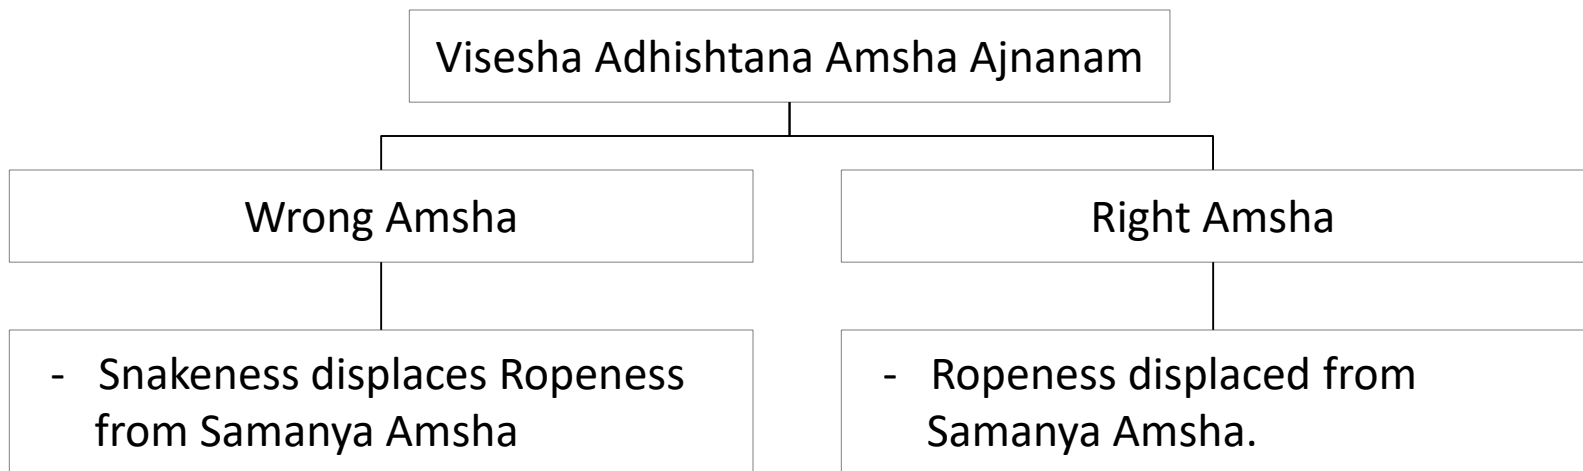 Visesha Adhishtana Amsha Ajnanam
Wrong Amsha
Right Amsha
- Snakeness displaces Ropeness
from Samanya Amsha
- Ropeness displaced from
Samanya Amsha.